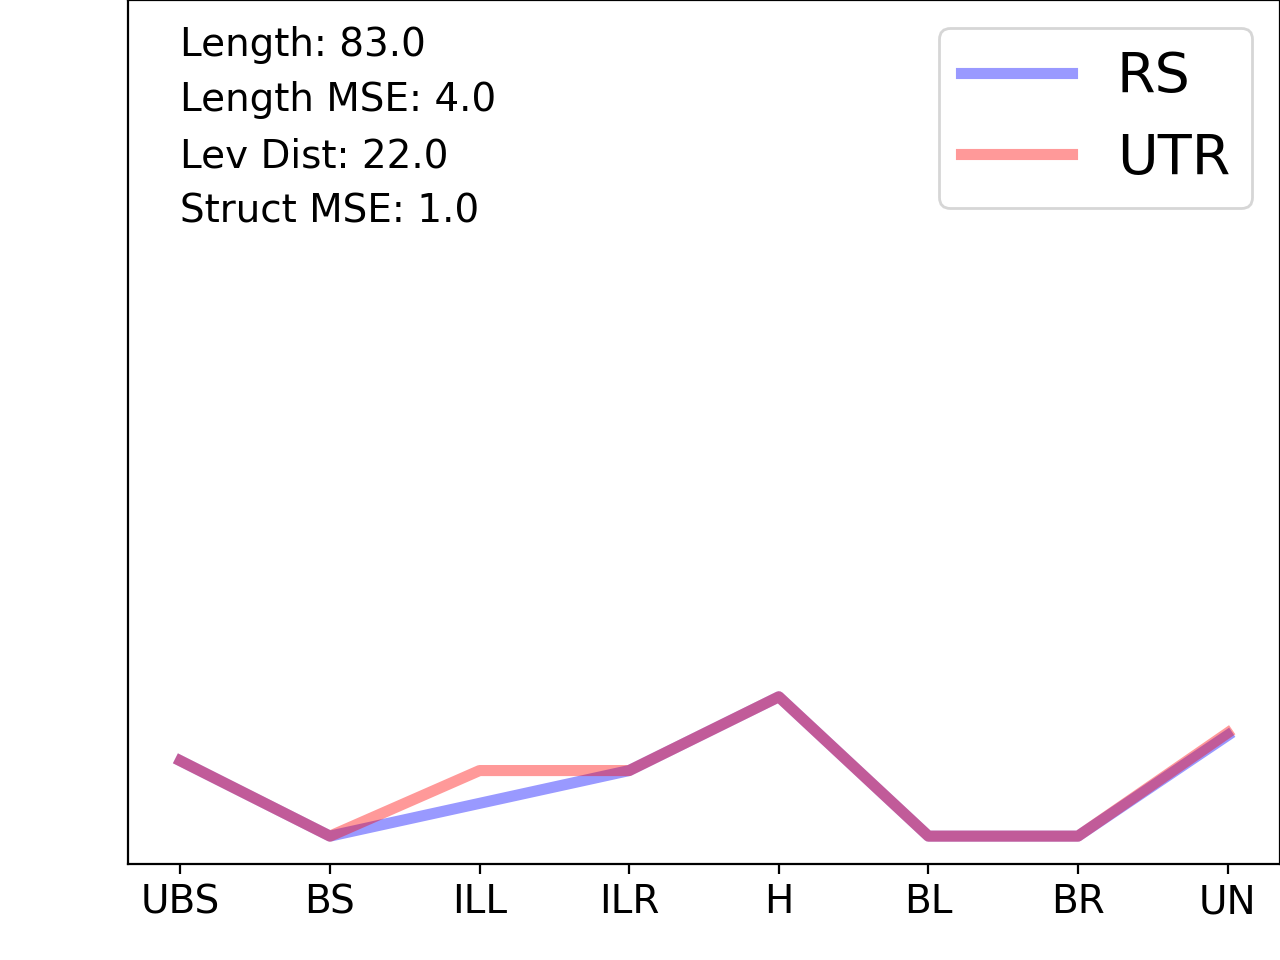 Length: 83.0
Length MSE: 4.0
Lev Dist: 22.0
Struct MSE: 1.0
RS
UTR
UBS BS ILL ILR H BL BR UN